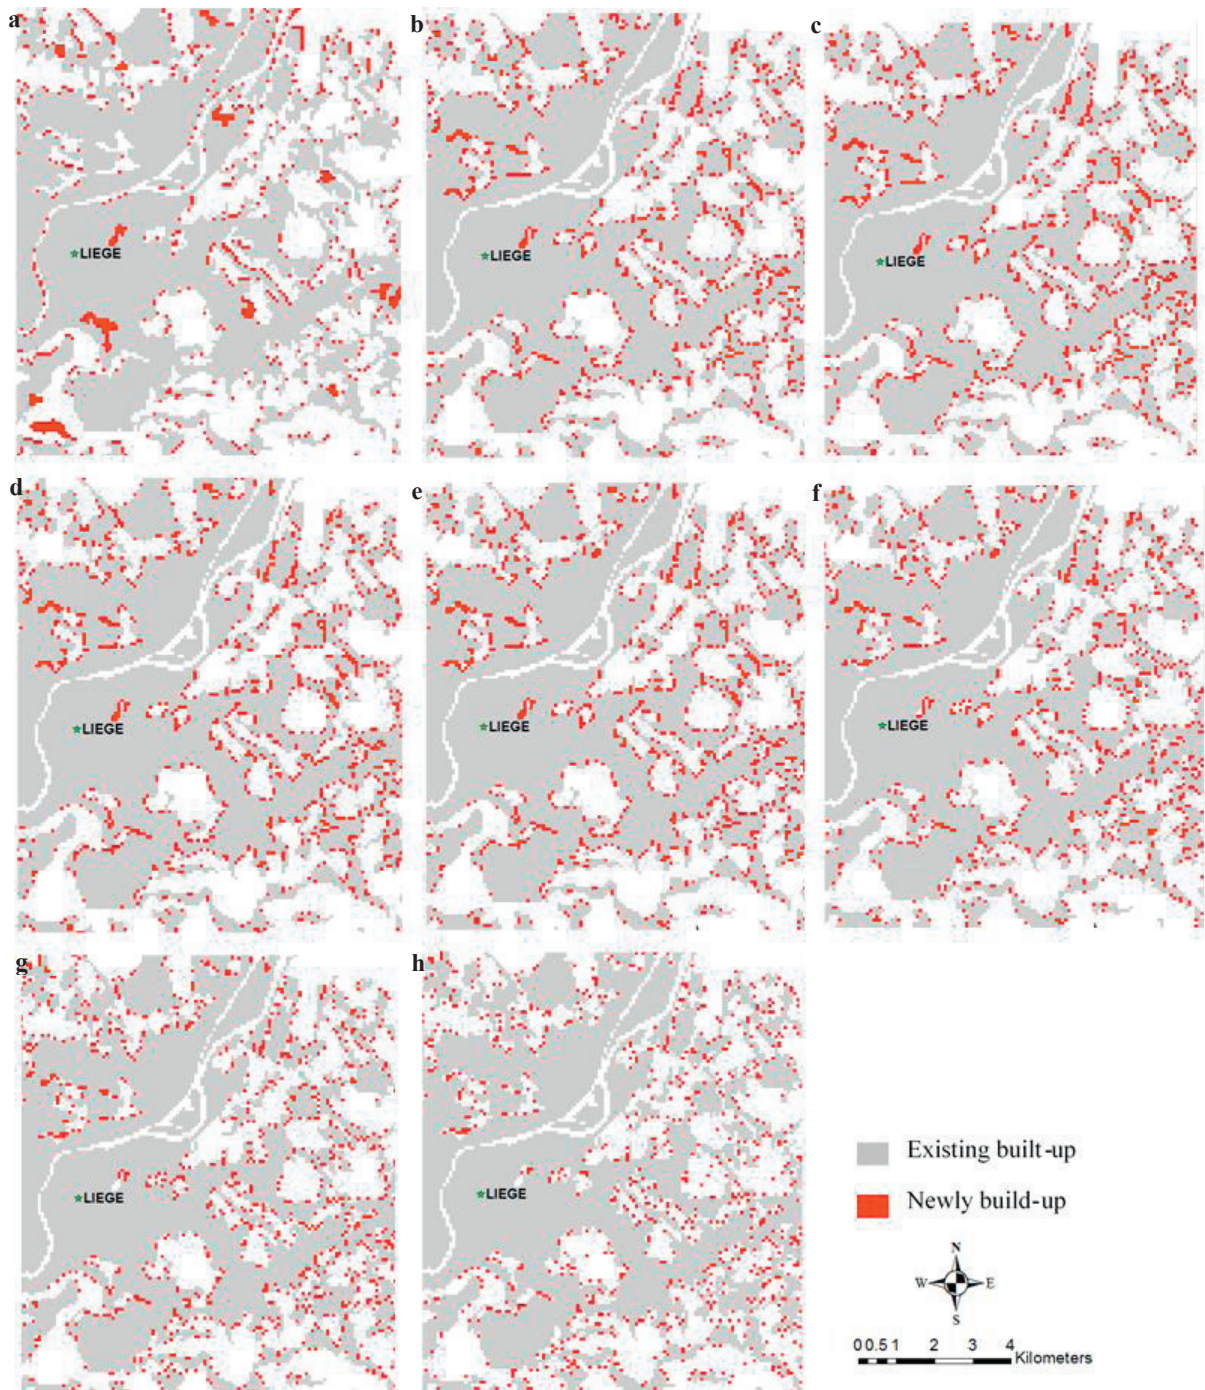 a
b
c
LIEGE
LIEGE
LIEGE
d
e
f
LIEGE
LIEGE
LIEGE
g
h
LIEGE
LIEGE
Existing built-up
Newly build-up
N
W E
S
0 0.5 1 2 3 4
Kilometers